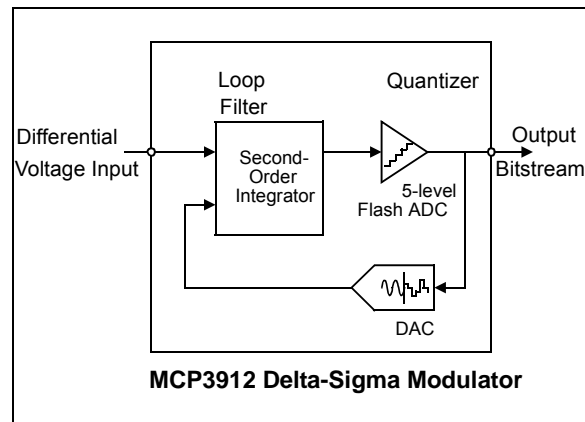 Loop
Filter
Quantizer
Differential
Voltage Input
Second-
Order
Integrator
Output
Bitstream
5-level
Flash ADC
DAC
MCP3912 Delta-Sigma Modulator